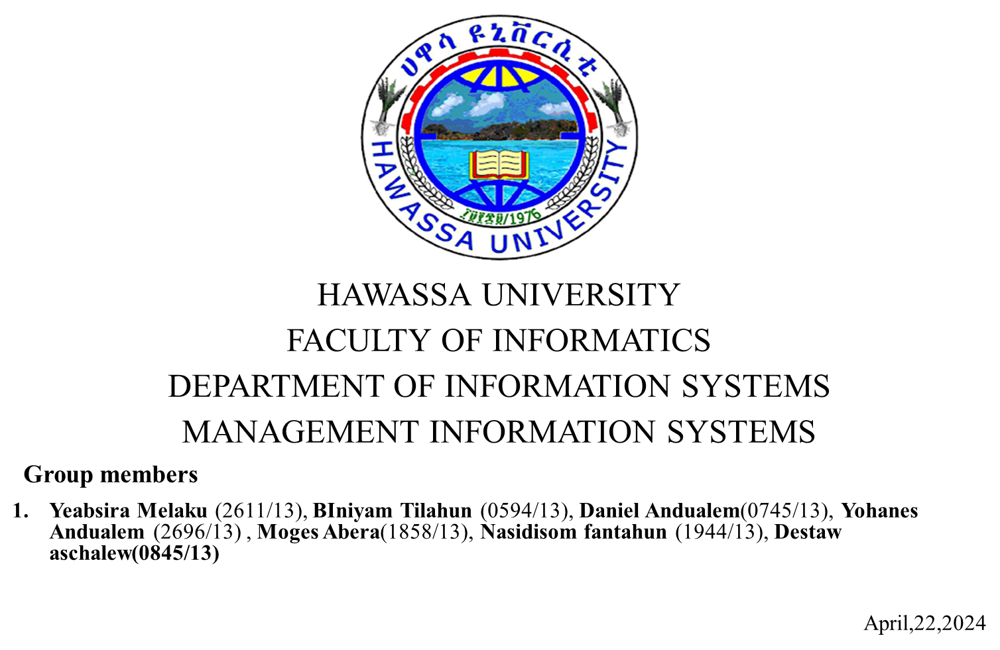 ሀዋሳ ዩኒቨርሲቲ
HAWASSA UNIVERSITY
/1976
HAWASSA UNIVERSITY
FACULTY OF INFORMATICS
DEPARTMENT OF INFORMATION SYSTEMS
MANAGEMENT INFORMATION SYSTEMS
Group members
1. Yeabsira Melaku (2611/13), BIniyam Tilahun (0594/13), Daniel Andualem(0745/13), Yohanes
Andualem (2696/13) , Moges Abera(1858/13), Nasidisom fantahun (1944/13), Destaw
aschalew(0845/13)
April,22,2024